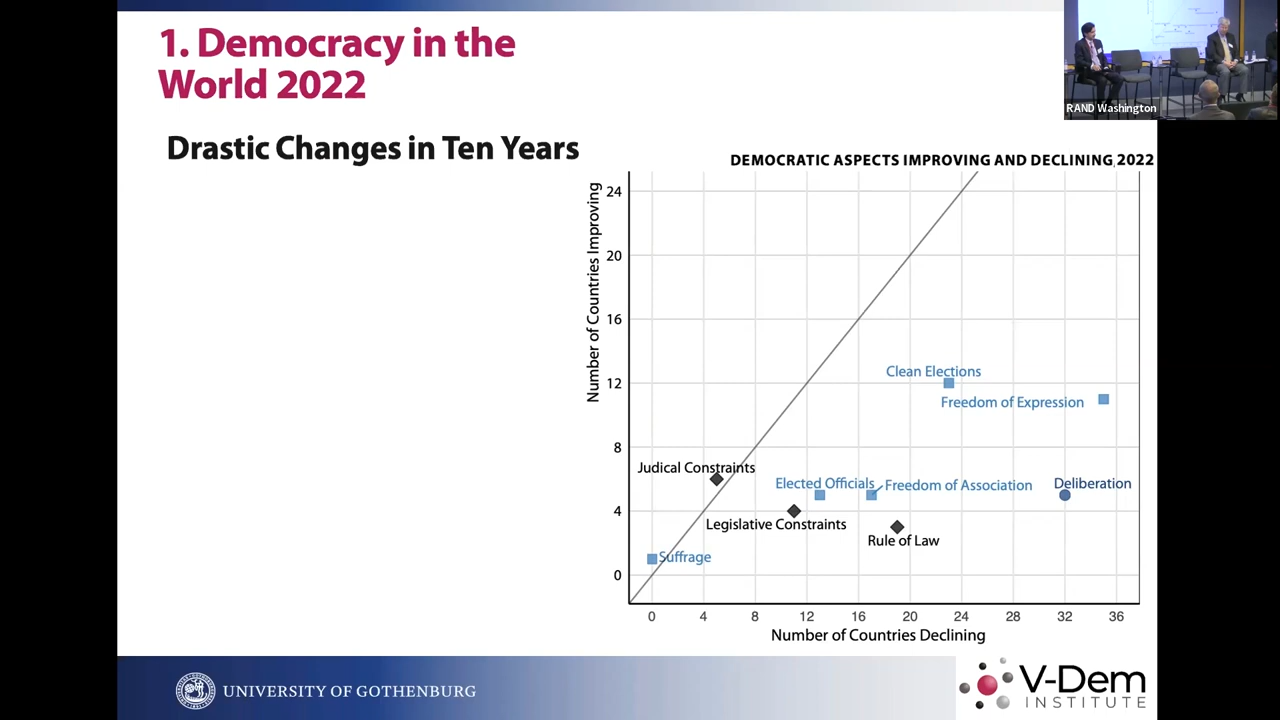 1. Democracy in the
World 2022
RAND Washington
Drastic Changes in Ten Years
DEMOCRATIC ASPECTS IMPROVING AND DECLINING, 2022
Number of Countries Improving
24
20
16
12
8
4
0
Clean Elections
Freedom of Expression
Judical Constraints
Elected Officials
Freedom of Association
Deliberation
Legislative Constraints
Rule of Law
Suffrage
0 4 8 12 16 20 24 28 32 36
Number of Countries Declining
UNIVERSITY OF GOTHENBURG
V-Dem
INSTITUTE